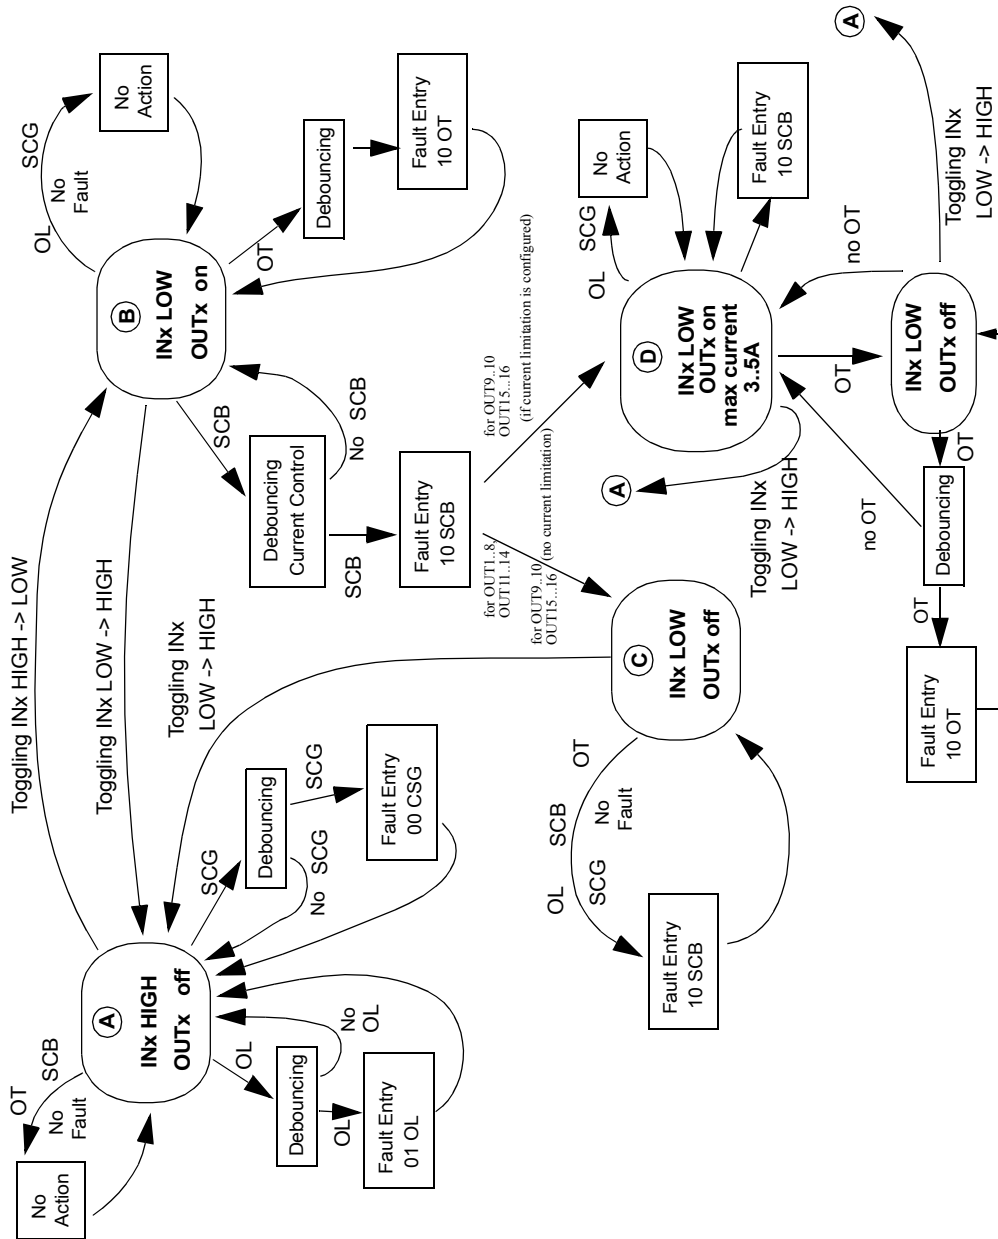 OT
SCB
No
Fault
No
Action
A
INx HIGH
OUTx off
OL
Debouncing
No
OL
OL
Fault Entry
01 OL
SCG
Debouncing
No SCG
SCG
Fault Entry
00 CSG
Toggling INx HIGH -> LOW
Toggling INx LOW -> HIGH
Toggling INx
LOW -> HIGH
B
INx LOW
OUTx on
OL
SCG
No
Fault
No
Action
OT
Debouncing
Fault Entry
10 OT
SCB
Debouncing
Current Control
No SCB
SCB
Fault Entry
10 SCB
for OUT1..8,
OUT11..14
for OUT9..10
OUT15...16 (no current limitation)
for OUT9..10
OUT15...16
(if current limitation is configured)
C
INx LOW
OUTx off
OL
SCB
OT
SCG
No
Fault
Fault Entry
10 SCB
D
INx LOW
OUTx on
max current
3..5A
OL
SCG
No
Action
Fault Entry
10 SCB
A
Toggling INx
LOW -> HIGH
OT
no OT
INx LOW
OUTx off
Toggling INx
LOW -> HIGH
A
OT
Debouncing
no OT
OT
Fault Entry
10 OT